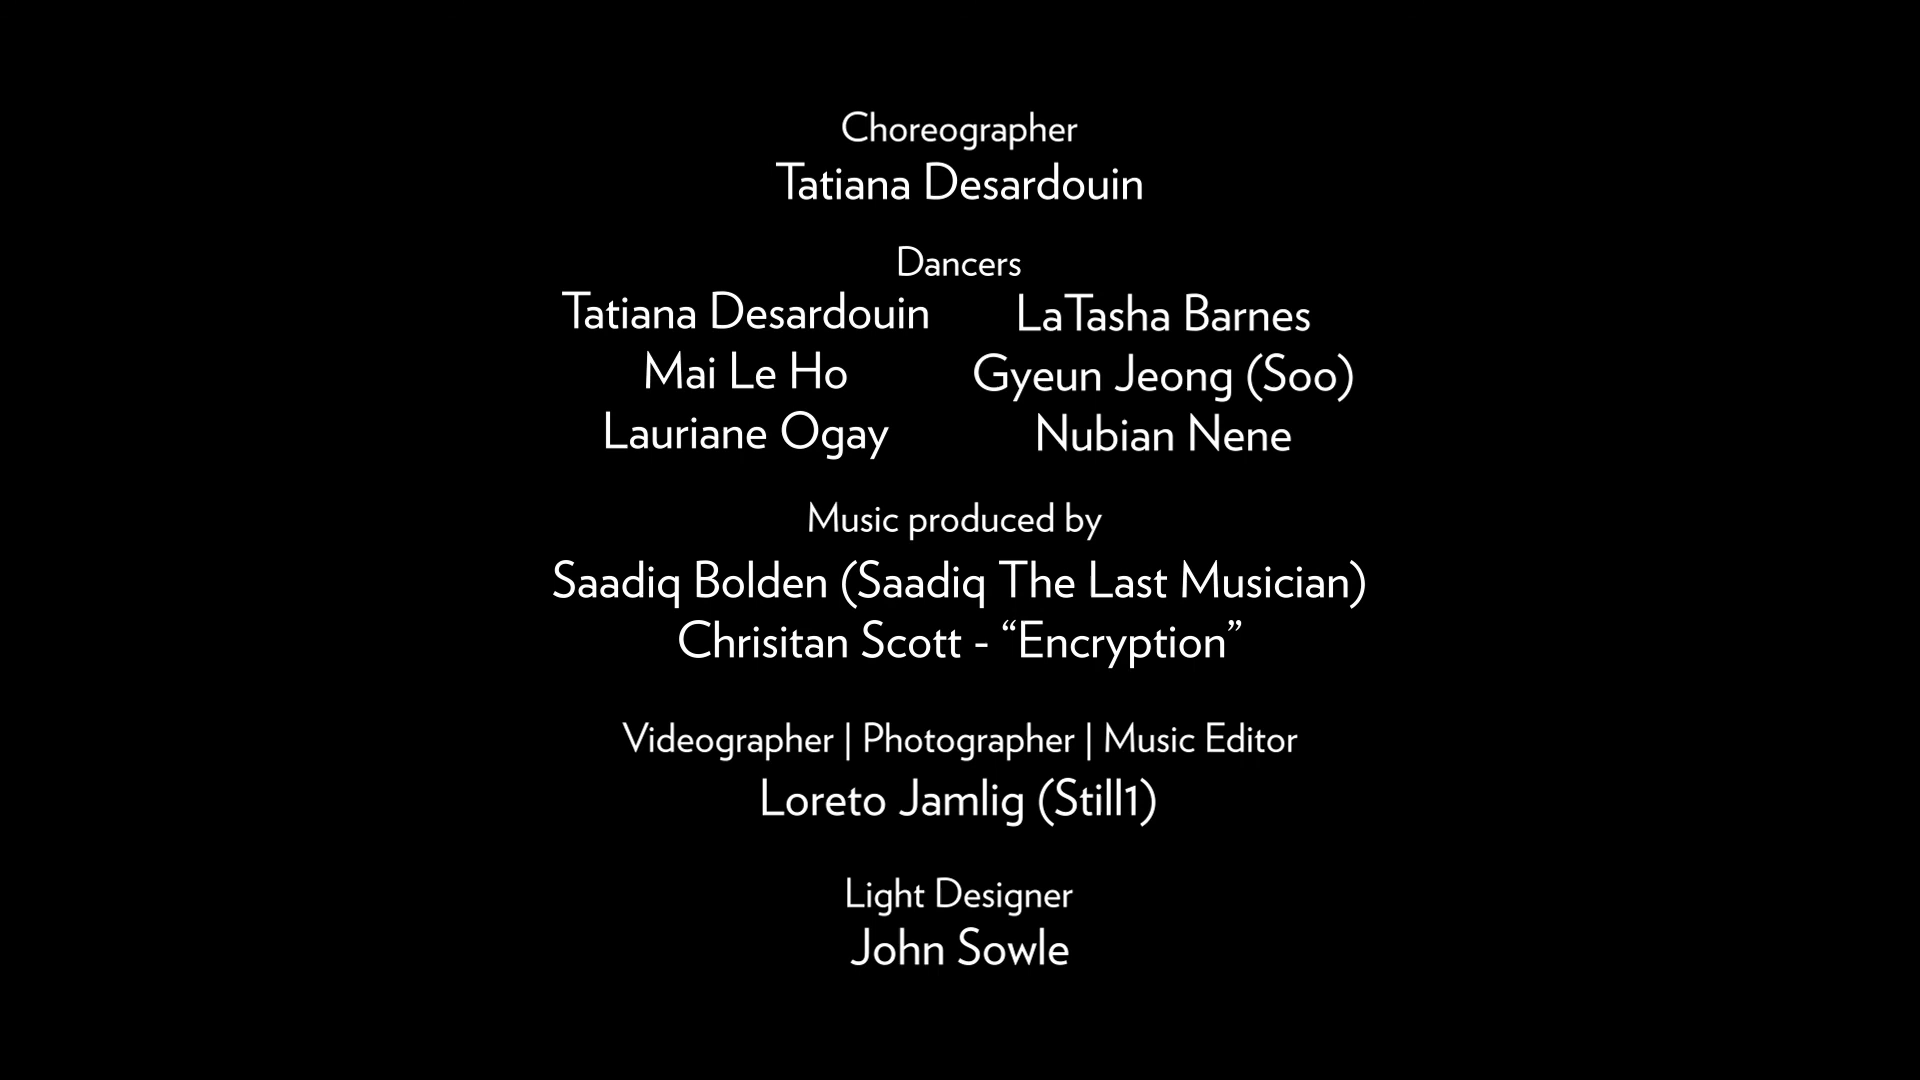 Choreographer
Tatiana Desardouin
Dancers
Tatiana Desardouin
Mai Le Ho
Lauriane Ogay
LaTasha Barnes
Gyeun Jeong (Soo)
Nubian Nene
Music produced by
Saadiq Bolden (Saadiq The Last Musician)
Chrisitan Scott - “Encryption”
Videographer | Photographer | Music Editor
Loreto Jamlig (Still1)
Light Designer
John Sowle